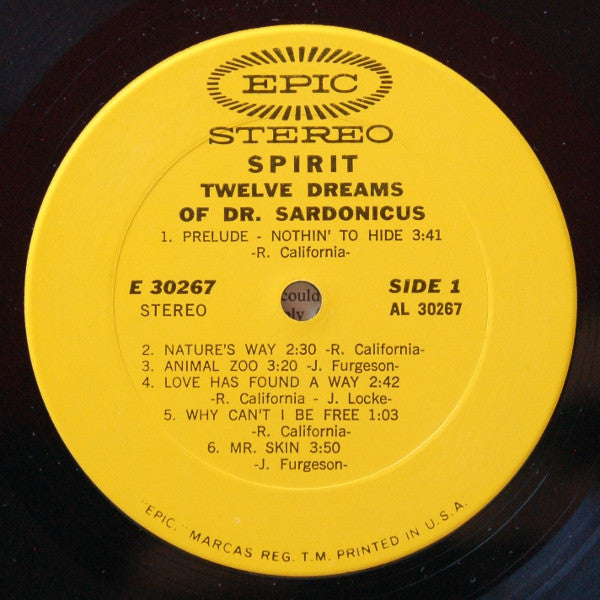 EPIC
STEREO
SPIRIT
TWELVE DREAMS
OF DR. SARDONICUS
1. PRELUDE - NOTHIN' TO HIDE 3:41
-R. California-
E 30267
STEREO
SIDE 1
AL 30267
could
ely
2. NATURE'S WAY 2:30 -R. California-
3. ANIMAL ZOO 3:20 -J. Furgeson-
4. LOVE HAS FOUND A WAY 2:42
-R. California - J. Locke-
5. WHY CAN'T I BE FREE 1:03
-R. California-
6. MR. SKIN 3:50
-J. Furgeson-
"EPIC," MARCAS REG. T.M. PRINTED IN U.S.A.